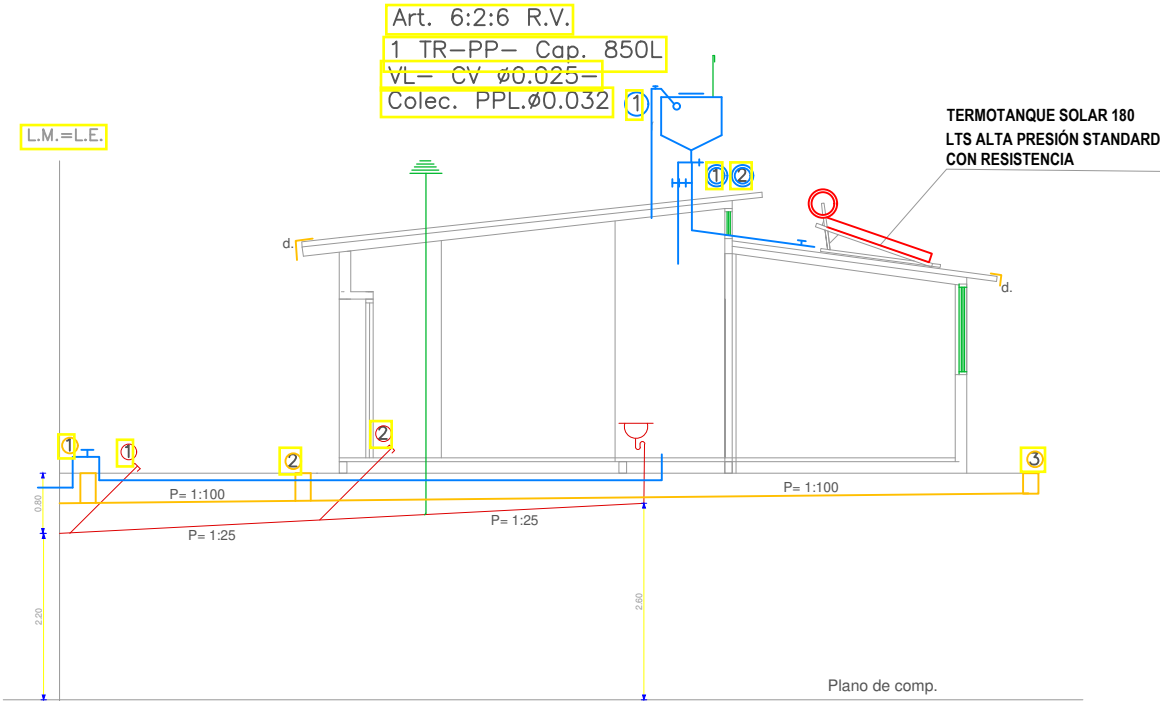 Art. 6:2:6 R.V.
1 TR-PP- Cap. 850L
VL- CV ø0.025-
Colec. PPL.ø0.032
1
L.M.=L.E.
TERMOTANQUE SOLAR 180
LTS ALTA PRESIÓN STANDARD
CON RESISTENCIA
1 2
d.
d.
1
1
2
2
3
P= 1:100
P= 1:100
0.80
P= 1:25
P= 1:25
2.20
2.60
Plano de comp.